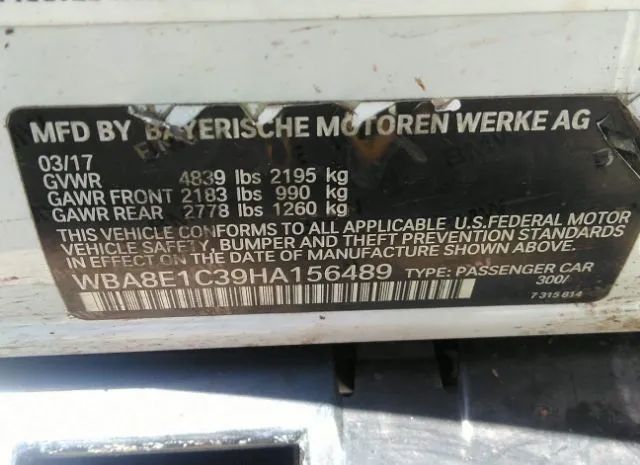 MFD BY BAYERISCHE MOTOREN WERKE AG
03/17
GVWR 4839 lbs 2195 kg
GAWR FRONT 2183 lbs 990 kg
GAWR REAR 2778 lbs 1260 kg
THIS VEHICLE CONFORMS TO ALL APPLICABLE U.S.FEDERAL MOTOR
VEHICLE SAFETY, BUMPER AND THEFT PREVENTION STANDARDS
IN EFFECT ON THE DATE OF MANUFACTURE SHOWN ABOVE.
WBA8E1C39HA156489 TYPE: PASSENGER CAR
300/
7 315 814